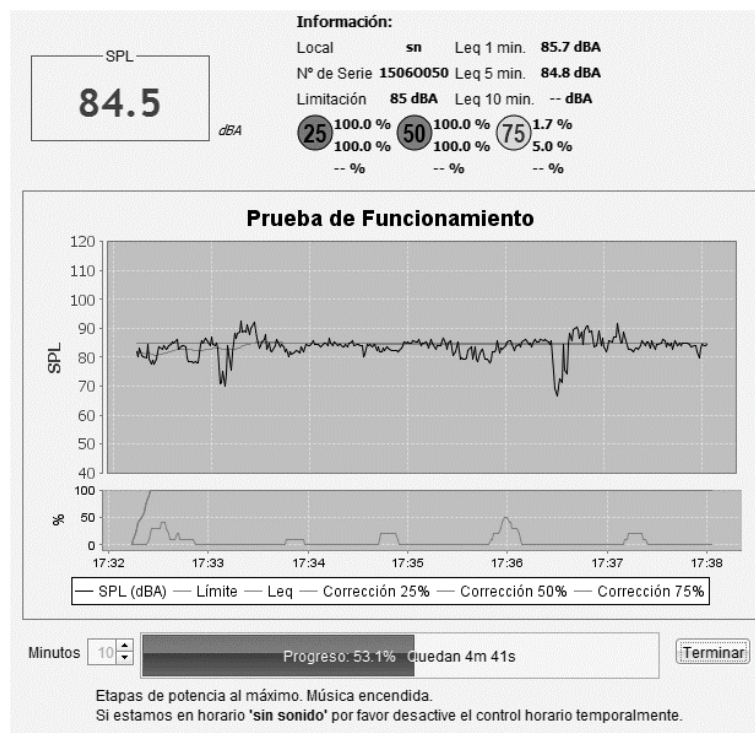 Información:
SPL
84.5
dBA
Local sn Leq 1 min. 85.7 dBA
Nº de Serie 15060050 Leq 5 min. 84.8 dBA
Limitación 85 dBA Leq 10 min. -- dBA
25 100.0 % 50 100.0 % 75 1.7 %
100.0 % 100.0 % 5.0 %
-- % -- % -- %
Prueba de Funcionamiento
SPL
120
110
100
90
80
70
60
50
40
%
100
50
0
17:32 17:33 17:34 17:35 17:36 17:37 17:38
SPL (dBA) Límite Leq Corrección 25% Corrección 50% Corrección 75%
Minutos 10 Progreso: 53.1% Quedan 4m 41s Terminar
Etapas de potencia al máximo. Música encendida.
Si estamos en horario 'sin sonido' por favor desactive el control horario temporalmente.